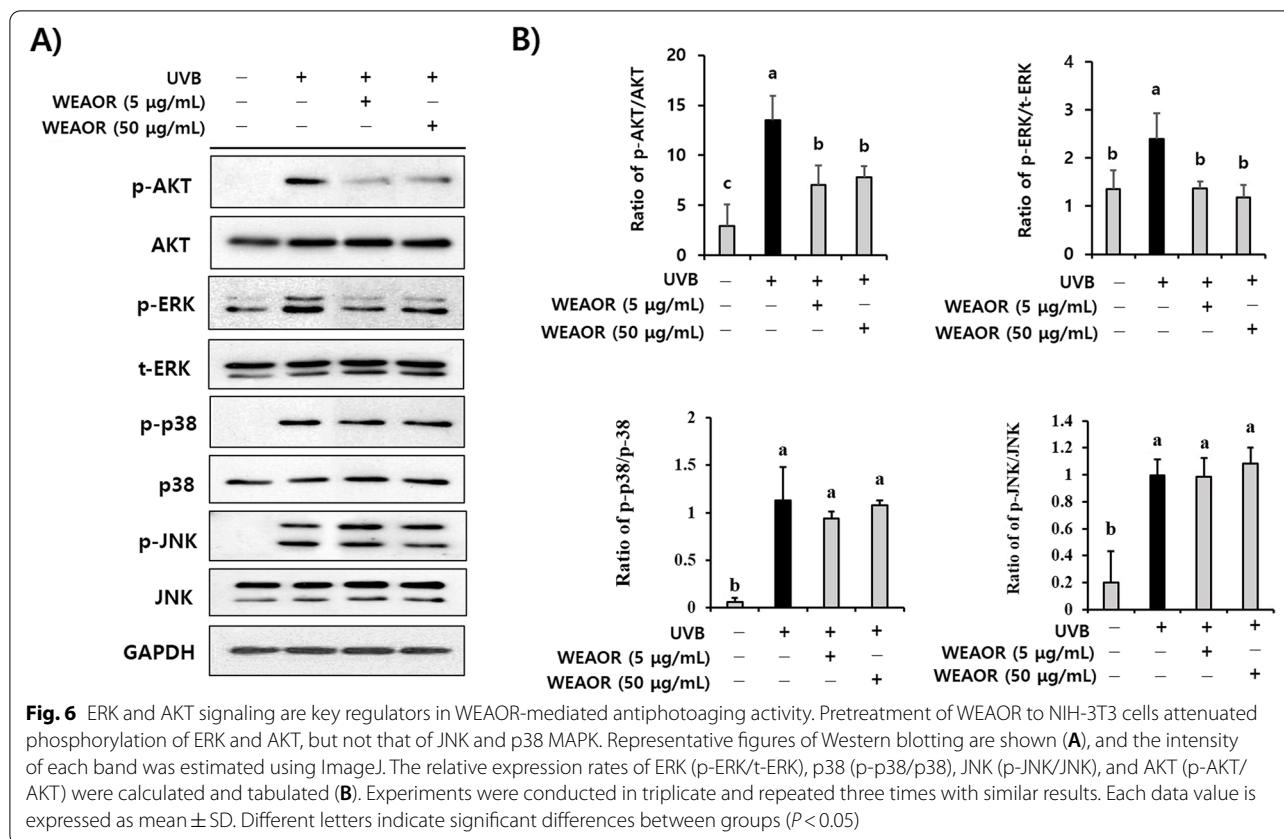 A)
UVB − + + +
WEAOR (5 µg/mL) − − + −
WEAOR (50 µg/mL) − − − +
p-AKT
AKT
p-ERK
t-ERK
p-p38
p38
p-JNK
JNK
GAPDH
B)
Ratio of p-AKT/AKT
20
15
10
5
0
c a b b
UVB − + + +
WEAOR (5 µg/mL) − − + −
WEAOR (50 µg/mL) − − − +
Ratio of p-ERK/t-ERK
4
3
2
1
0
b a b b
UVB − + + +
WEAOR (5 µg/mL) − − + −
WEAOR (50 µg/mL) − − − +
Ratio of p-p38/p-38
2
1.5
1
0.5
0
b a a a
UVB − + + +
WEAOR (5 µg/mL) − − + −
WEAOR (50 µg/mL) − − − +
Ratio of p-JNK/JNK
1.4
1.2
1
0.8
0.6
0.4
0.2
0
b a a a
UVB − + + +
WEAOR (5 µg/mL) − − + −
WEAOR (50 µg/mL) − − − +
Fig. 6 ERK and AKT signaling are key regulators in WEAOR-mediated antiphotoaging activity. Pretreatment of WEAOR to NIH-3T3 cells attenuated
phosphorylation of ERK and AKT, but not that of JNK and p38 MAPK. Representative figures of Western blotting are shown (A), and the intensity
of each band was estimated using ImageJ. The relative expression rates of ERK (p-ERK/t-ERK), p38 (p-p38/p38), JNK (p-JNK/JNK), and AKT (p-AKT/
AKT) were calculated and tabulated (B). Experiments were conducted in triplicate and repeated three times with similar results. Each data value is
expressed as mean ± SD. Different letters indicate significant differences between groups (P < 0.05)